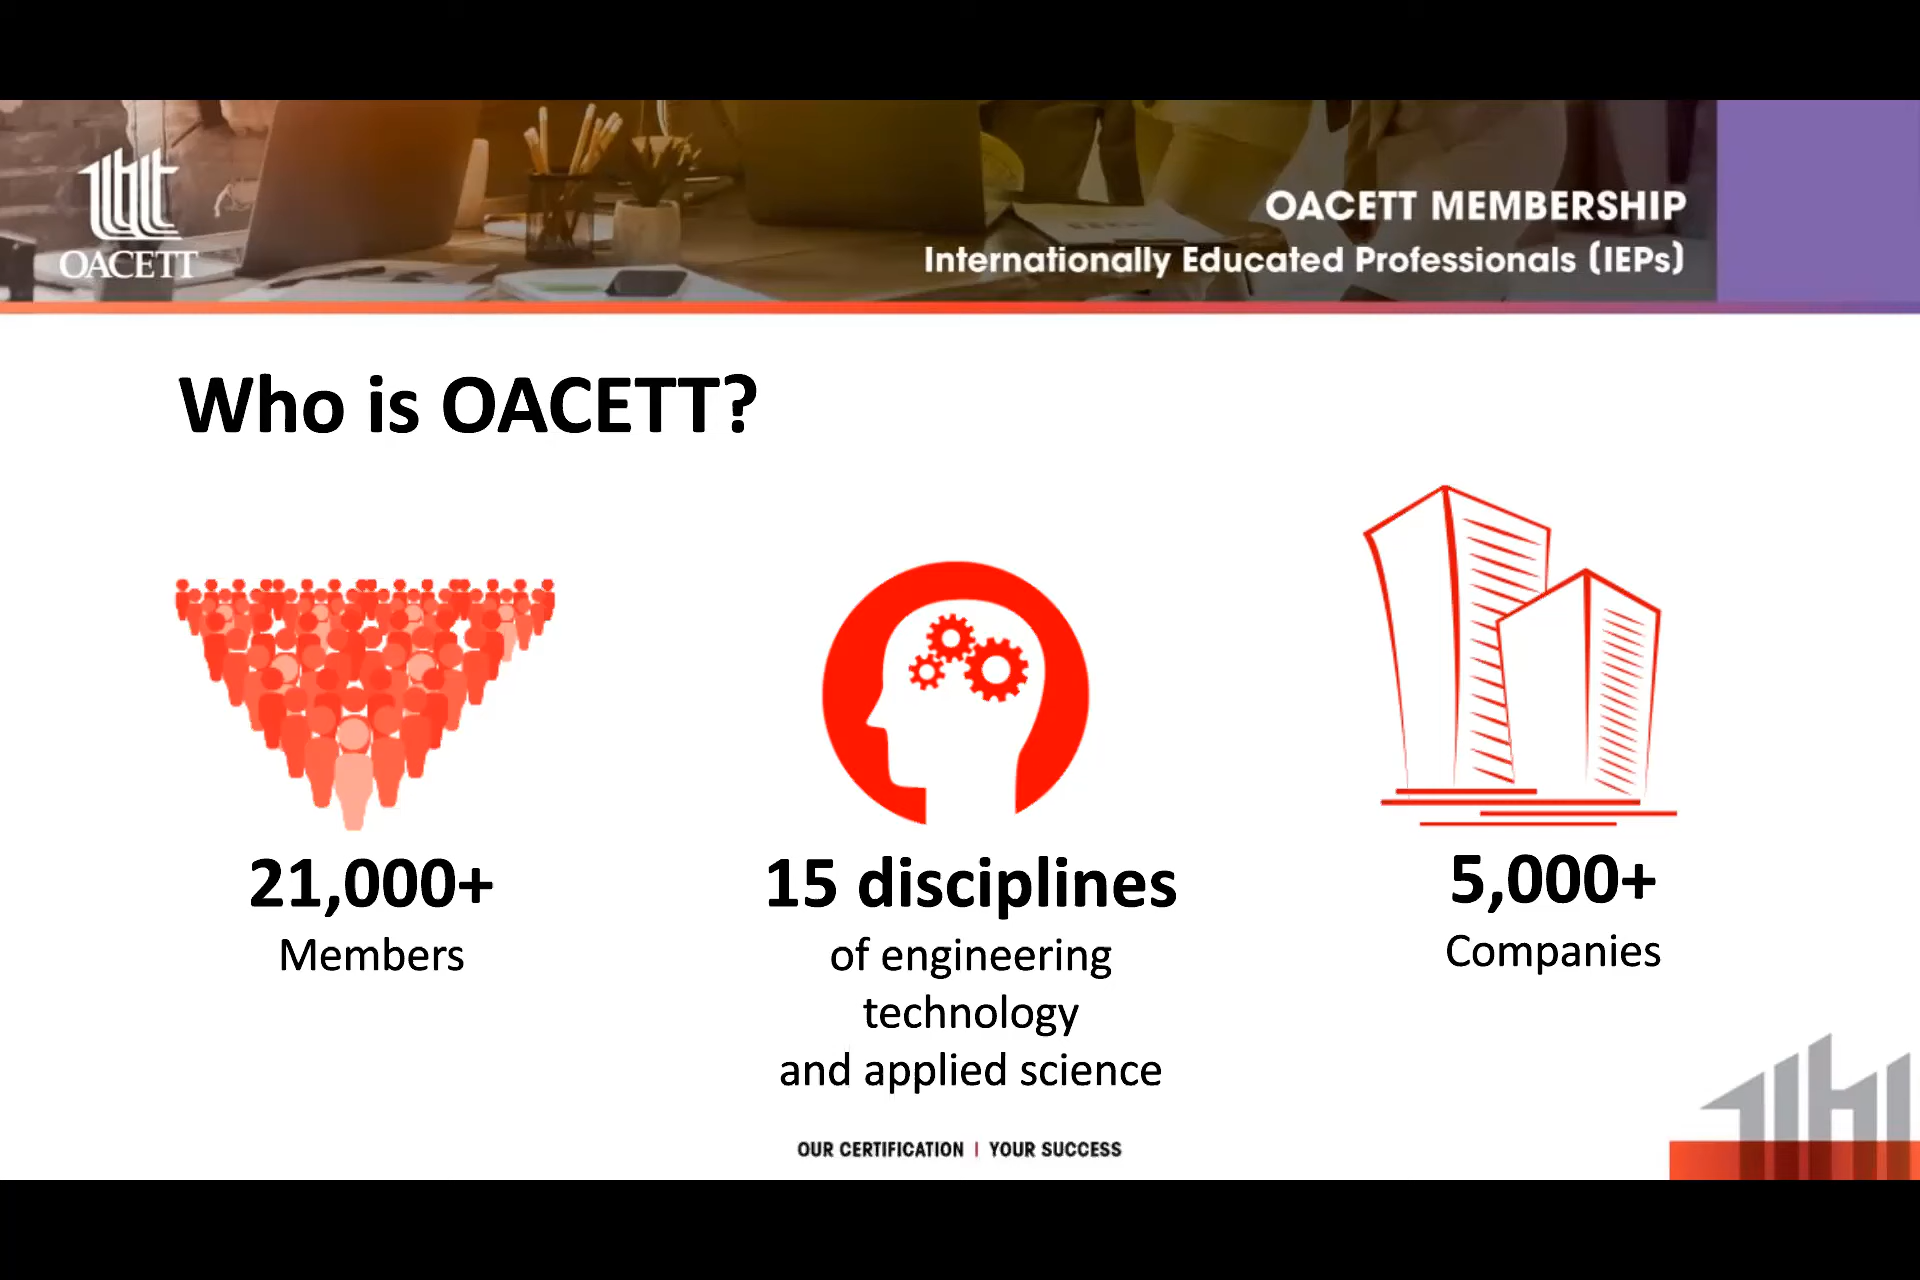 OACETT
OACETT MEMBERSHIP
Internationally Educated Professionals (IEPs)
Who is OACETT?
21,000+
Members
15 disciplines
of engineering
technology
and applied science
5,000+
Companies
OUR CERTIFICATION | YOUR SUCCESS